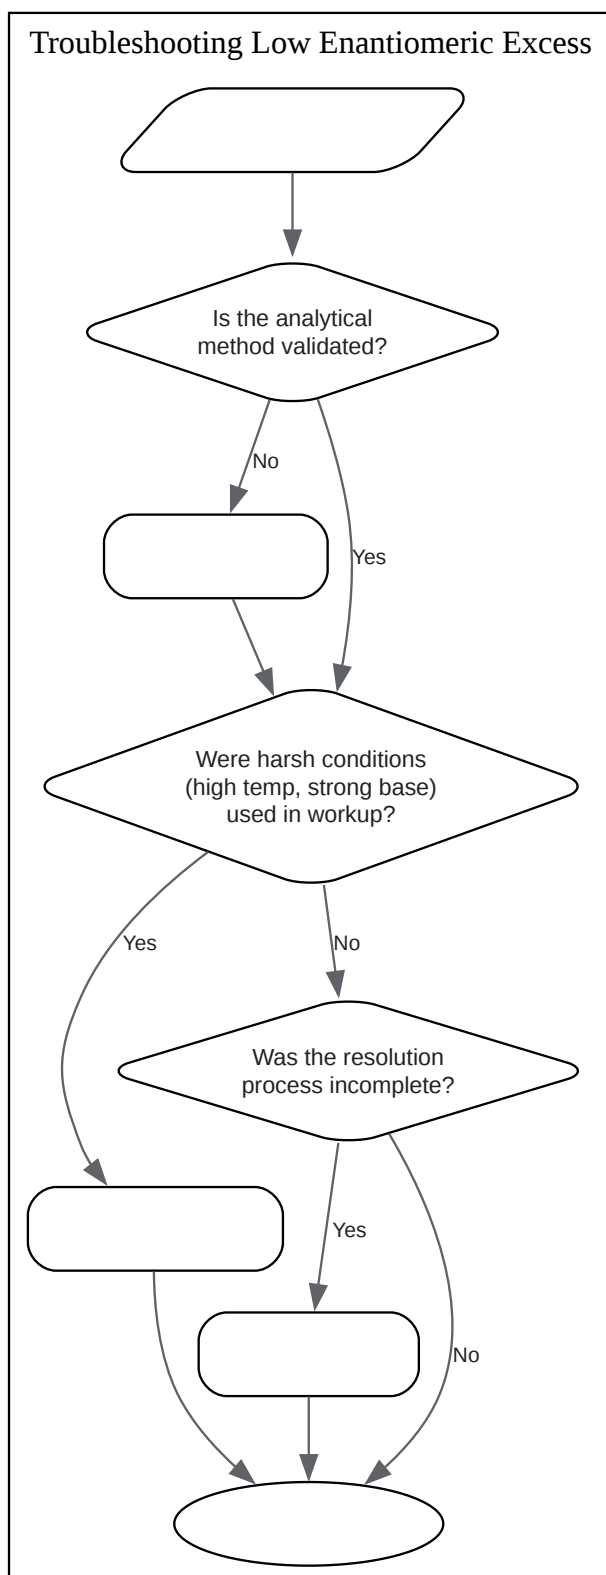 Troubleshooting Low Enantiomeric Excess
Is the analytical
method validated?
No
Yes
Were harsh conditions
(high temp, strong base)
used in workup?
Yes
No
Was the resolution
process incomplete?
Yes
No